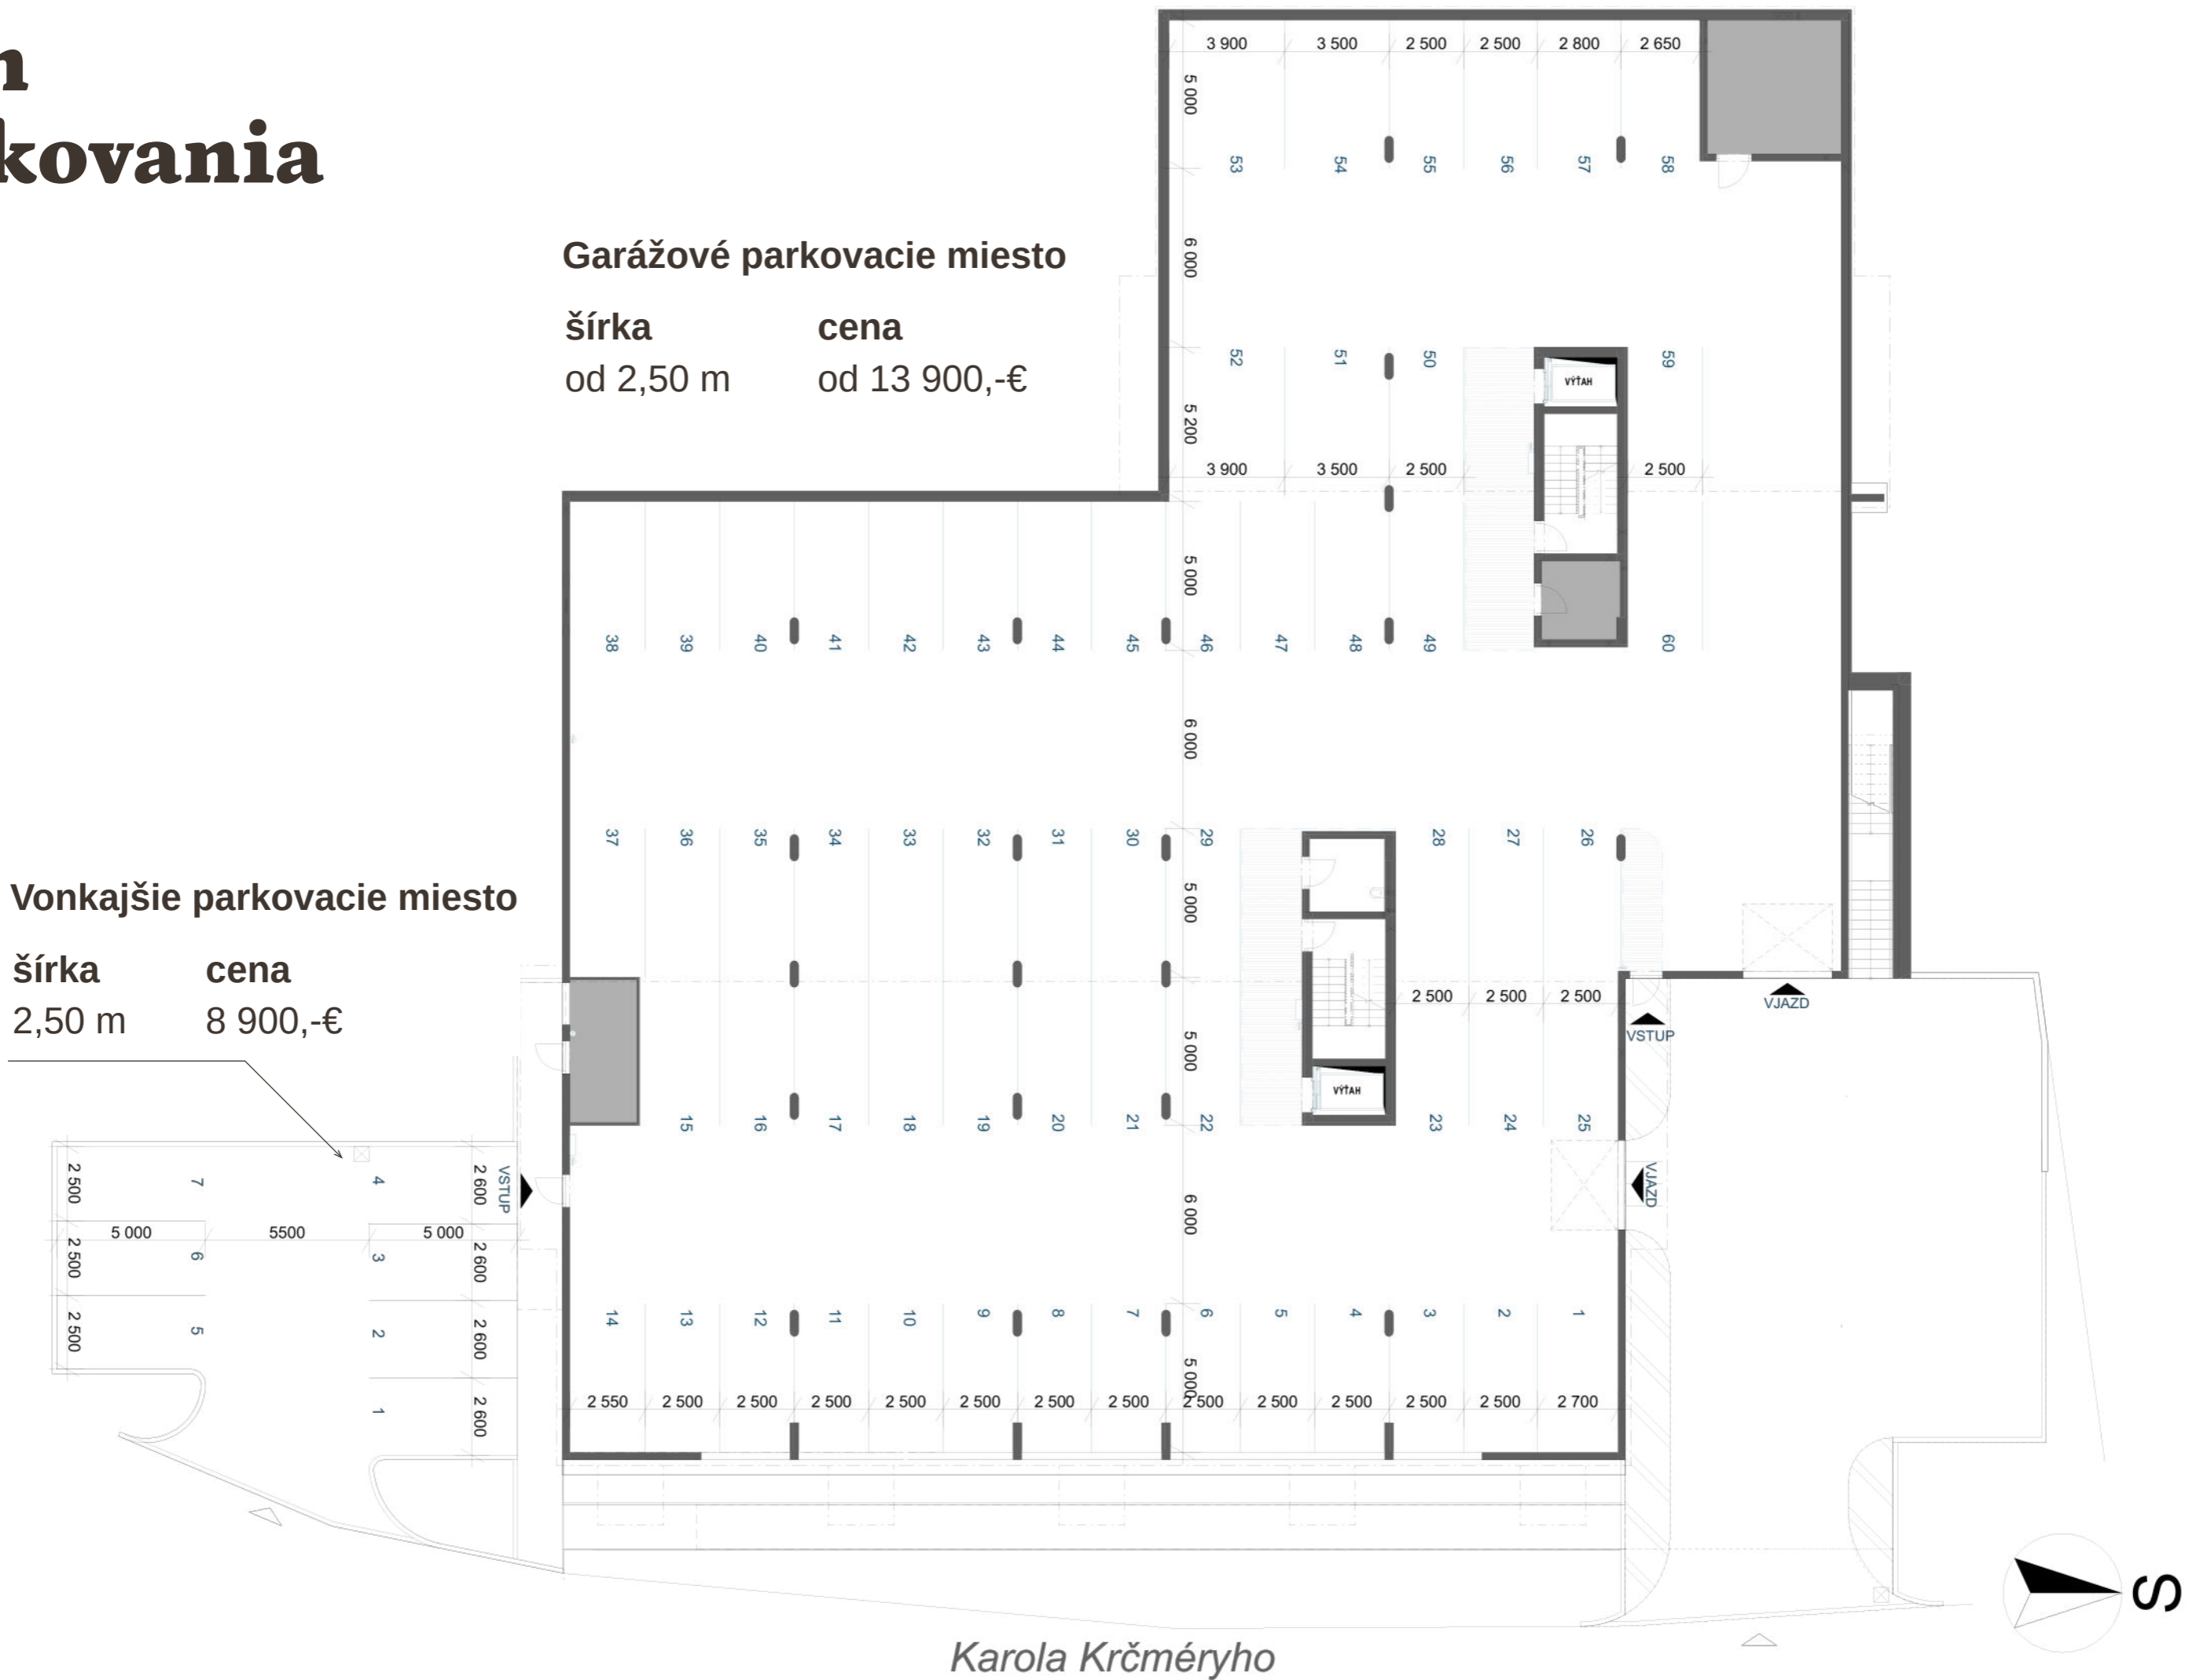 n
kovania
Garážové parkovacie miesto
šírka cena
od 2,50 m od 13 900,-€
Vonkajšie parkovacie miesto
šírka cena
2,50 m 8 900,-€
3 900 3 500 2 500 2 500 2 800 2 650
5 000
53 54 55 56 57 58
6 000
52 51 50 59
VÝŤAH
5 200
3 900 3 500 2 500 2 500
5 000
38 39 40 41 42 43 44 45 46 47 48 49 60
6 000
37 36 35 34 33 32 31 30 29 28 27 26
5 000
2 500 2 500 2 500
VJAZD
VSTUP
5 000
VÝŤAH
15 16 17 18 19 20 21 22 23 24 25
VJAZD
6 000
2 500 7 4 2 600 VSTUP
5 000 5500 5 000
2 500 6 3 2 600
2 500 5 2 2 600
1 2 600
14 13 12 11 10 9 8 7 6 5 4 3 2 1
5 000
2 550 2 500 2 500 2 500 2 500 2 500 2 500 2 500 2 500 2 500 2 500 2 500 2 500 2 700
S
Karola Krčméryho